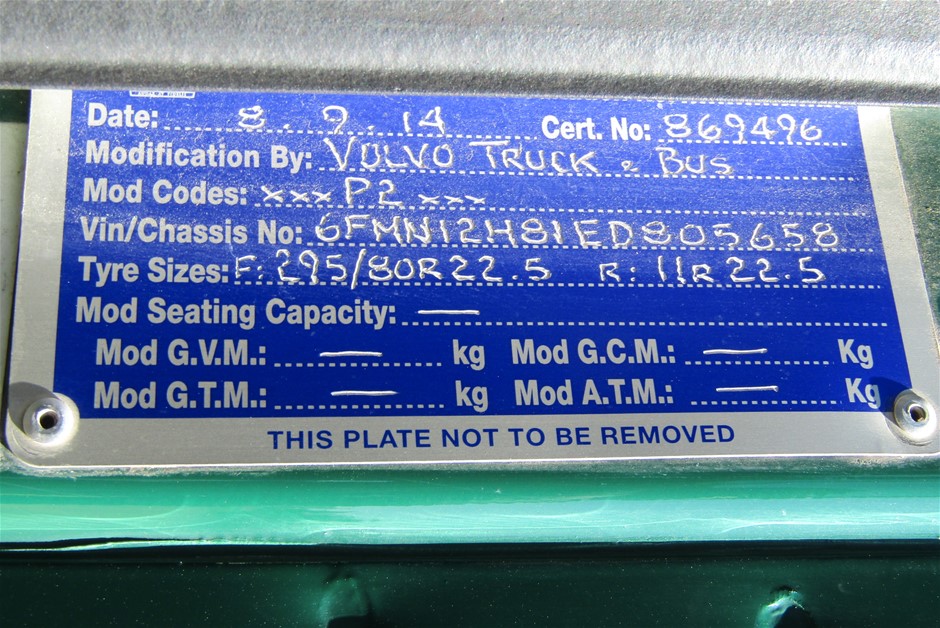 Date: 8.9.14 Cert. No: 869496
Modification By: VOLVO TRUCK & BUS
Mod Codes: xxx P2 xxx
Vin/Chassis No: 6FMN12H81ED805658
Tyre Sizes: F: 295/80R22.5 R: 11R22.5
Mod Seating Capacity: —
Mod G.V.M.: — kg Mod G.C.M.: — Kg
Mod G.T.M.: — kg Mod A.T.M.: — Kg
THIS PLATE NOT TO BE REMOVED